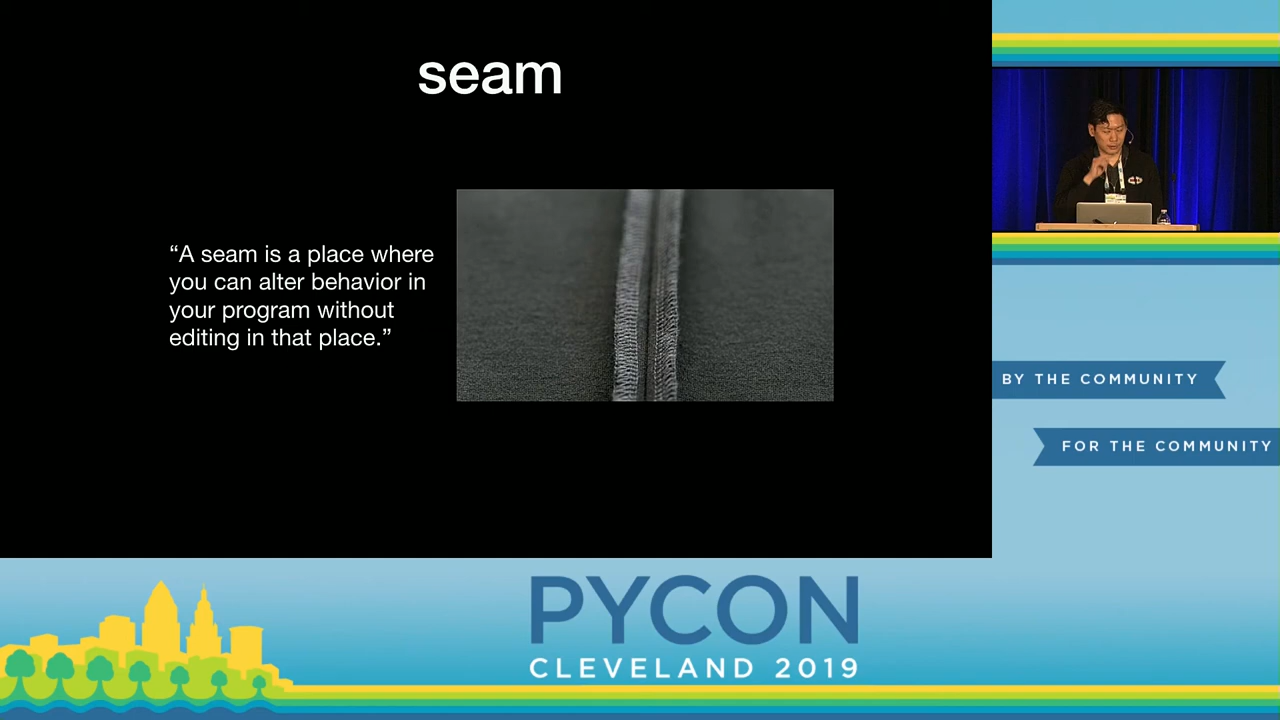 seam
“A seam is a place where
you can alter behavior in
your program without
editing in that place.”
BY THE COMMUNITY
FOR THE COMMUNITY
PYCON
CLEVELAND 2019